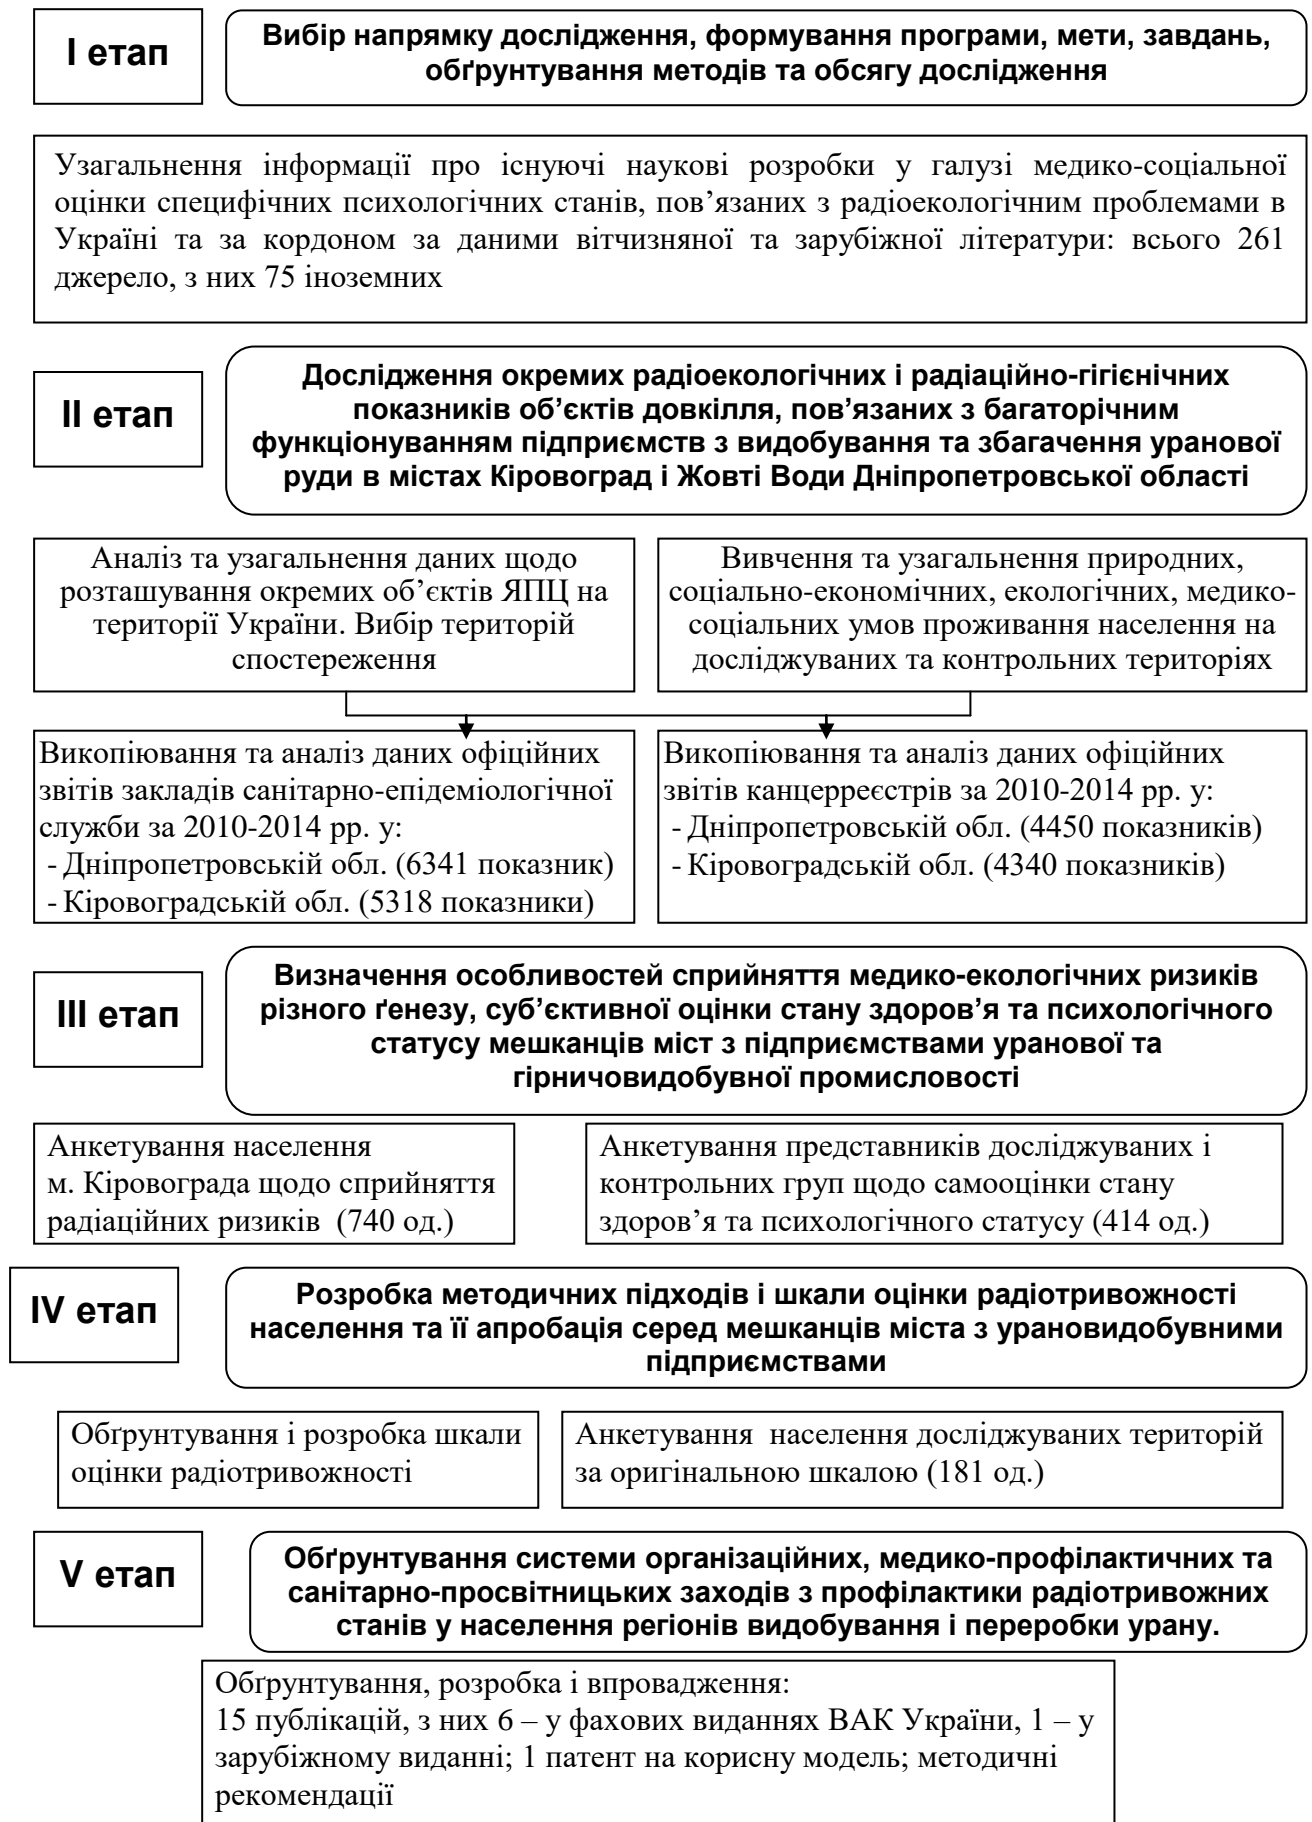 І етап
Вибір напрямку дослідження, формування програми, мети, завдань,
обґрунтування методів та обсягу дослідження
Узагальнення інформації про існуючі наукові розробки у галузі медико-соціальної
оцінки специфічних психологічних станів, пов’язаних з радіоекологічним проблемами в
Україні та за кордоном за даними вітчизняної та зарубіжної літератури: всього 261
джерело, з них 75 іноземних
ІІ етап
Дослідження окремих радіоекологічних і радіаційно-гігієнічних
показників об’єктів довкілля, пов’язаних з багаторічним
функціонуванням підприємств з видобування та збагачення уранової
руди в містах Кіровоград і Жовті Води Дніпропетровської області
Аналіз та узагальнення даних щодо
розташування окремих об’єктів ЯПЦ на
території України. Вибір територій
спостереження
Вивчення та узагальнення природних,
соціально-економічних, екологічних, медико-
соціальних умов проживання населення на
досліджуваних та контрольних територіях
Викопіювання та аналіз даних офіційних
звітів закладів санітарно-епідеміологічної
служби за 2010-2014 рр. у:
- Дніпропетровській обл. (6341 показник)
- Кіровоградській обл. (5318 показники)
Викопіювання та аналіз даних офіційних
звітів канцерреєстрів за 2010-2014 рр. у:
- Дніпропетровській обл. (4450 показників)
- Кіровоградській обл. (4340 показників)
ІІІ етап
Визначення особливостей сприйняття медико-екологічних ризиків
різного ґенезу, суб’єктивної оцінки стану здоров’я та психологічного
статусу мешканців міст з підприємствами уранової та
гірничовидобувної промисловості
Анкетування населення
м. Кіровограда щодо сприйняття
радіаційних ризиків (740 од.)
Анкетування представників досліджуваних і
контрольних груп щодо самооцінки стану
здоров’я та психологічного статусу (414 од.)
IV етап
Розробка методичних підходів і шкали оцінки радіотривожності
населення та її апробація серед мешканців міста з урановидобувними
підприємствами
Обґрунтування і розробка шкали
оцінки радіотривожності
Анкетування населення досліджуваних територій
за оригінальною шкалою (181 од.)
V етап
Обґрунтування системи організаційних, медико-профілактичних та
санітарно-просвітницьких заходів з профілактики радіотривожних
станів у населення регіонів видобування і переробки урану.
Обґрунтування, розробка і впровадження:
15 публікацій, з них 6 – у фахових виданнях ВАК України, 1 – у
зарубіжному виданні; 1 патент на корисну модель; методичні
рекомендації